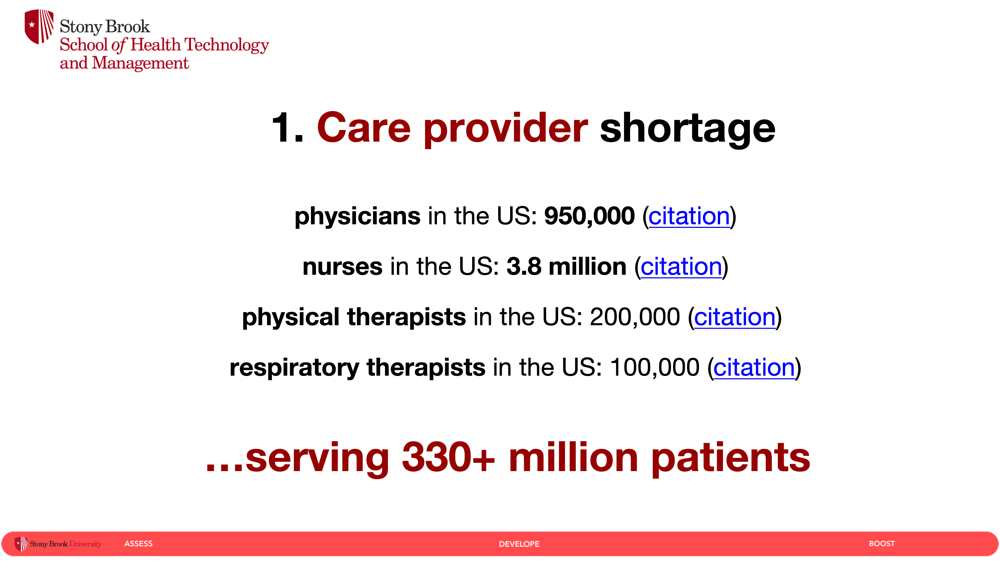 Stony Brook
School of Health Technology
and Management
1. Care provider shortage
physicians in the US: 950,000 (citation)
nurses in the US: 3.8 million (citation)
physical therapists in the US: 200,000 (citation)
respiratory therapists in the US: 100,000 (citation)
...serving 330+ million patients
Stony Brook University ASSESS DEVELOPE BOOST